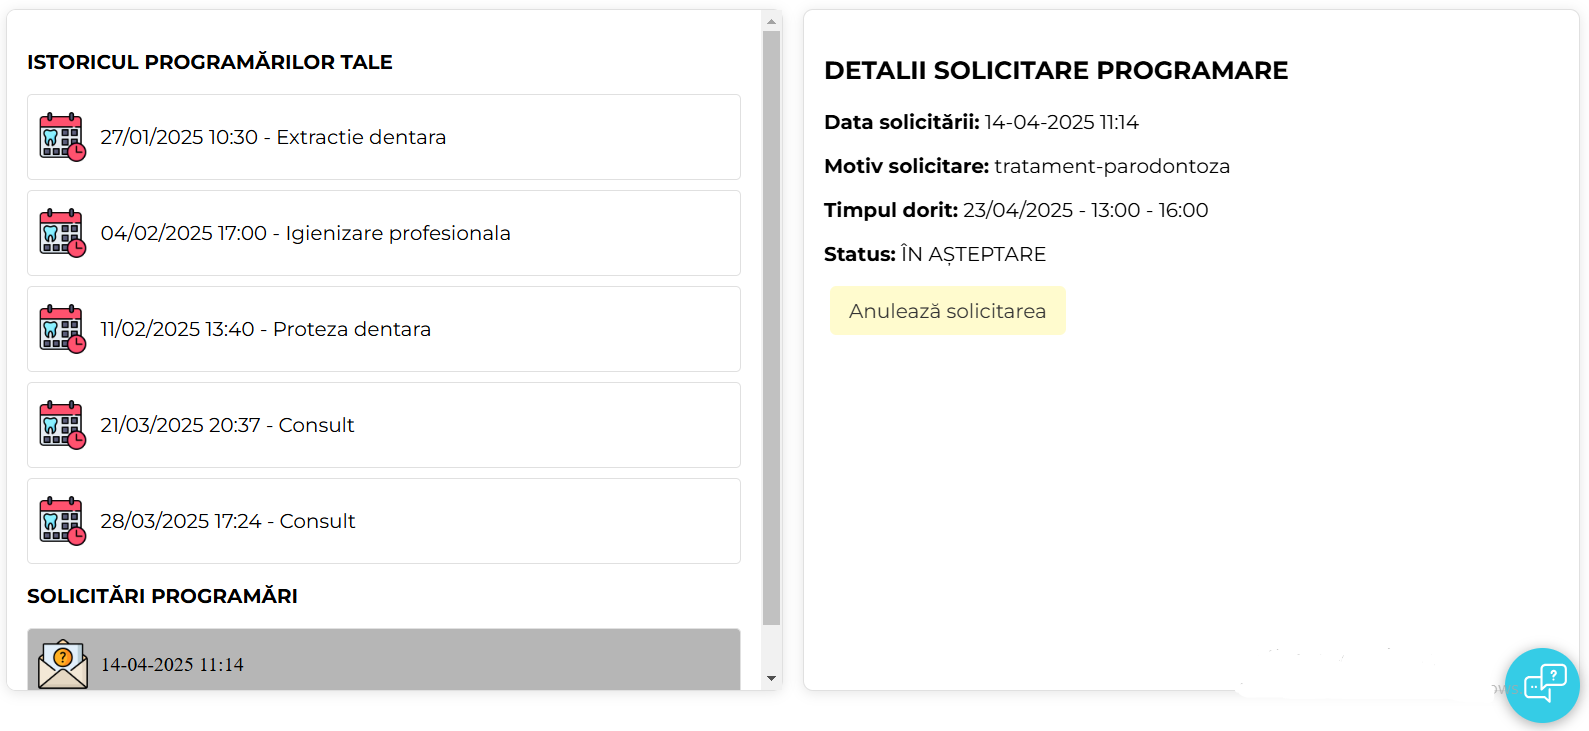 ISTORICUL PROGRAMĂRILOR TALE
27/01/2025 10:30 - Extractie dentara
04/02/2025 17:00 - Igienizare profesionala
11/02/2025 13:40 - Proteza dentara
21/03/2025 20:37 - Consult
28/03/2025 17:24 - Consult
SOLICITĂRI PROGRAMĂRI
14-04-2025 11:14
DETALII SOLICITARE PROGRAMARE
Data solicitării: 14-04-2025 11:14
Motiv solicitare: tratament-parodontoza
Timpul dorit: 23/04/2025 - 13:00 - 16:00
Status: ÎN AȘTEPTARE
Anulează solicitarea